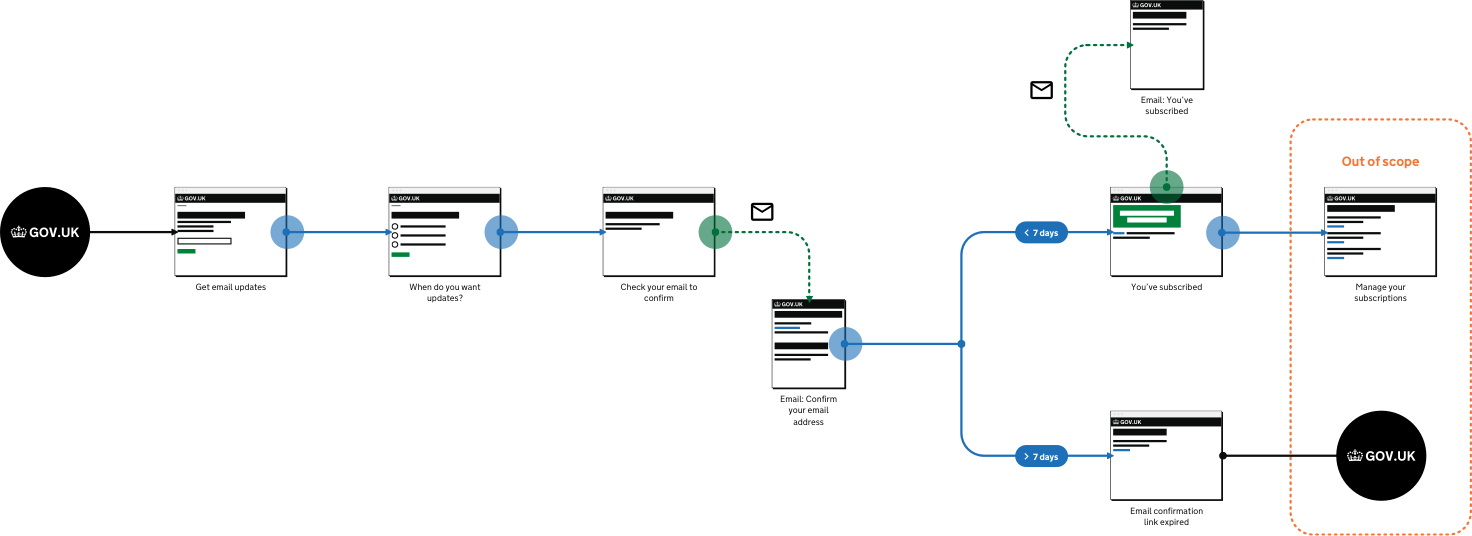 GOV.UK
GOV.UK
Get email updates
GOV.UK
When do you want
updates?
GOV.UK
Check your email to
confirm
GOV.UK
Email: Confirm
your email
address
< 7 days
> 7 days
GOV.UK
Email: You've
subscribed
GOV.UK
You've subscribed
GOV.UK
Email confirmation
link expired
Out of scope
GOV.UK
Manage your
subscriptions
GOV.UK